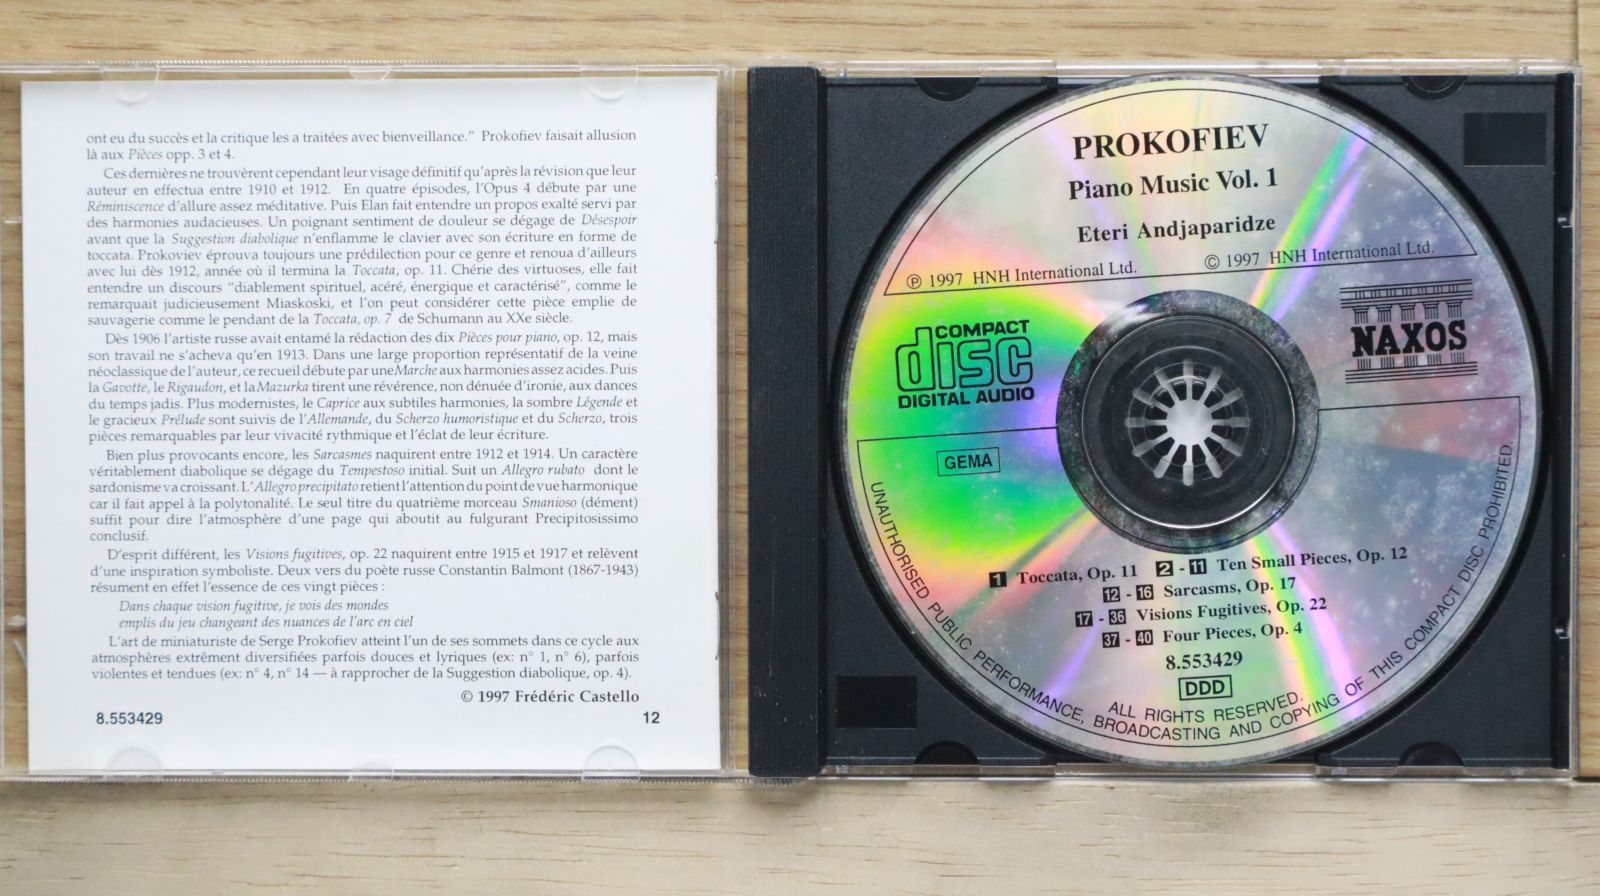 ont eu du succès et la critique les a traitées avec bienveillance." Prokofiev faisait allusion
là aux Pièces opp. 3 et 4.
Ces dernières ne trouvèrent cependant leur visage définitif qu'après la révision que leur
auteur en effectua entre 1910 et 1912. En quatre épisodes, l'Opus 4 débute par une
Réminiscence d'allure assez méditative. Puis Elan fait entendre un propos exalté servi par
des harmonies audacieuses. Un poignant sentiment de douleur se dégage de Désespoir
avant que la Suggestion diabolique n'enflamme le clavier avec son écriture en forme de
toccata. Prokoviev éprouva toujours une prédilection pour ce genre et renoua d'ailleurs
avec lui dès 1912, année où il termina la Toccata, op. 11. Chérie des virtuoses, elle fait
entendre un discours "diablement spirituel, acéré, énergique et caractérisé", comme le
remarquait judicieusement Miaskoski, et l'on peut considérer cette pièce emplie de
sauvagerie comme le pendant de la Toccata, op. 7 de Schumann au XXe siècle.
Dès 1906 l'artiste russe avait entamé la rédaction des dix Pièces pour piano, op. 12, mais
son travail ne s'acheva qu'en 1913. Dans une large proportion représentatif de la veine
néoclassique de l'auteur, ce recueil débute par une Marche aux harmonies assez acides. Puis
la Gavotte, le Rigaudon, et la Mazurka tirent une révérence, non dénuée d'ironie, aux dances
du temps jadis. Plus modernistes, le Caprice aux subtiles harmonies, la sombre Légende et
le gracieux Prélude sont suivis de l'Allemande, du Scherzo humoristique et du Scherzo, trois
pièces remarquables par leur vivacité rythmique et l'éclat de leur écriture.
Bien plus provocants encore, les Sarcasmes naquirent entre 1912 et 1914. Un caractère
véritablement diabolique se dégage du Tempestoso initial. Suit un Allegro rubato dont le
sardonisme va croissant. L'Allegro precipitato retient l'attention du point de vue harmonique
car il fait appel à la polytonalité. Le seul titre du quatrième morceau Smanioso (dément)
suffit pour dire l'atmosphère d'une page qui aboutit au fulgurant Precipitosissimo
conclusif.
D'esprit différent, les Visions fugitives, op. 22 naquirent entre 1915 et 1917 et relèvent
d'une inspiration symboliste. Deux vers du poète russe Constantin Balmont (1867-1943)
résument en effet l'essence de ces vingt pièces :
Dans chaque vision fugitive, je vois des mondes
emplis du jeu changeant des nuances de l'arc en ciel
L'art de miniaturiste de Serge Prokofiev atteint l'un de ses sommets dans ce cycle aux
atmosphères extrêment diversifiées parfois douces et lyriques (ex: n° 1, n° 6), parfois
violentes et tendues (ex: n° 4, n° 14 — à rapprocher de la Suggestion diabolique, op. 4).
© 1997 Frédéric Castello
8.553429 12
PROKOFIEV
Piano Music Vol. 1
Eteri Andjaparidze
℗ 1997 HNH International Ltd. © 1997 HNH International Ltd.
COMPACT
disc
DIGITAL AUDIO
NAXOS
GEMA
1 Toccata, Op. 11 2 - 11 Ten Small Pieces, Op. 12
12 - 16 Sarcasms, Op. 17
17 - 36 Visions Fugitives, Op. 22
37 - 40 Four Pieces, Op. 4
8.553429
DDD
ALL RIGHTS RESERVED.
UNAUTHORISED PUBLIC PERFORMANCE, BROADCASTING AND COPYING OF THIS COMPACT DISC PROHIBITED.